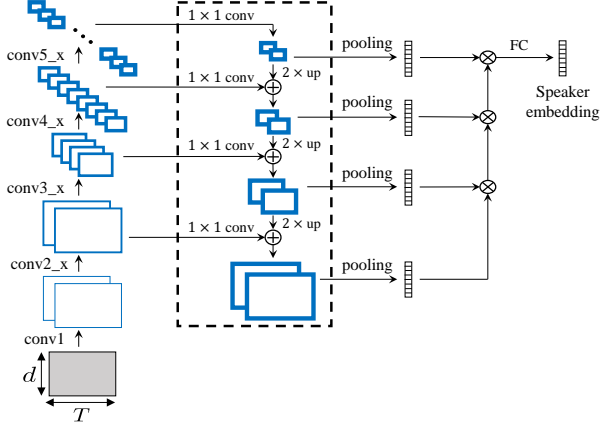 1 × 1 conv
conv5_x
pooling
FC
2 × up
1 × 1 conv
Speaker
embedding
conv4_x
pooling
2 × up
1 × 1 conv
conv3_x
pooling
2 × up
1 × 1 conv
conv2_x
pooling
conv1
d
T